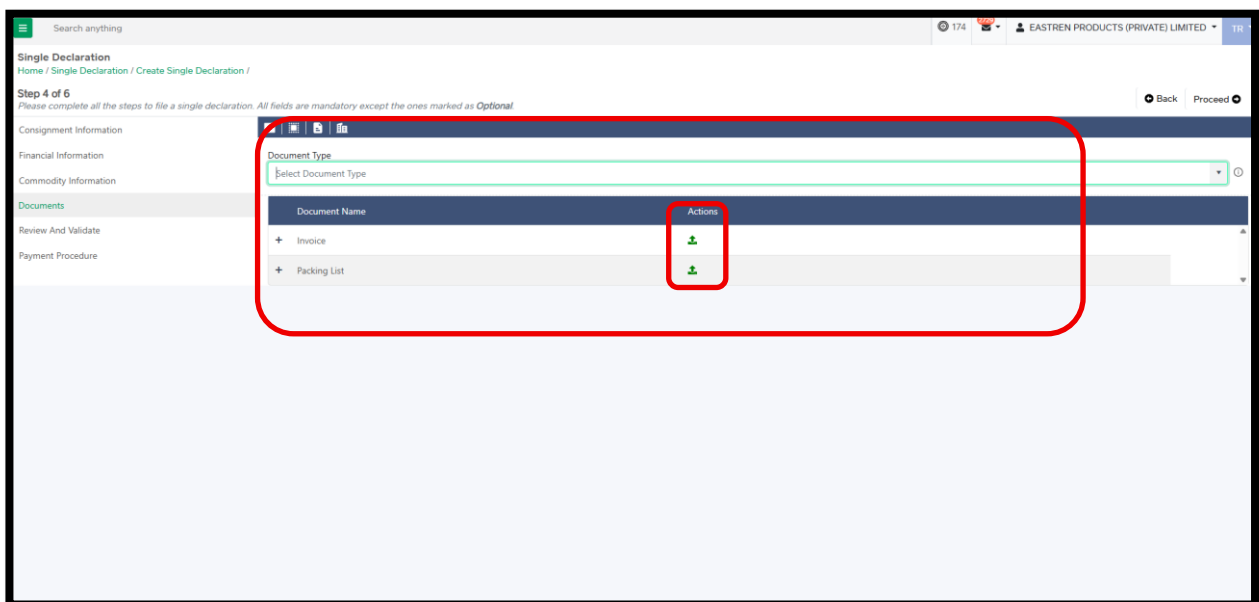 Search anything
174
EASTREN PRODUCTS (PRIVATE) LIMITED
TR
Single Declaration
Home / Single Declaration / Create Single Declaration /
Step 4 of 6
Please complete all the steps to file a single declaration. All fields are mandatory except the ones marked as Optional.
Back
Proceed
Consignment Information
Financial Information
Commodity Information
Documents
Review And Validate
Payment Procedure
Document Type
Select Document Type
Document Name
Actions
Invoice
Packing List